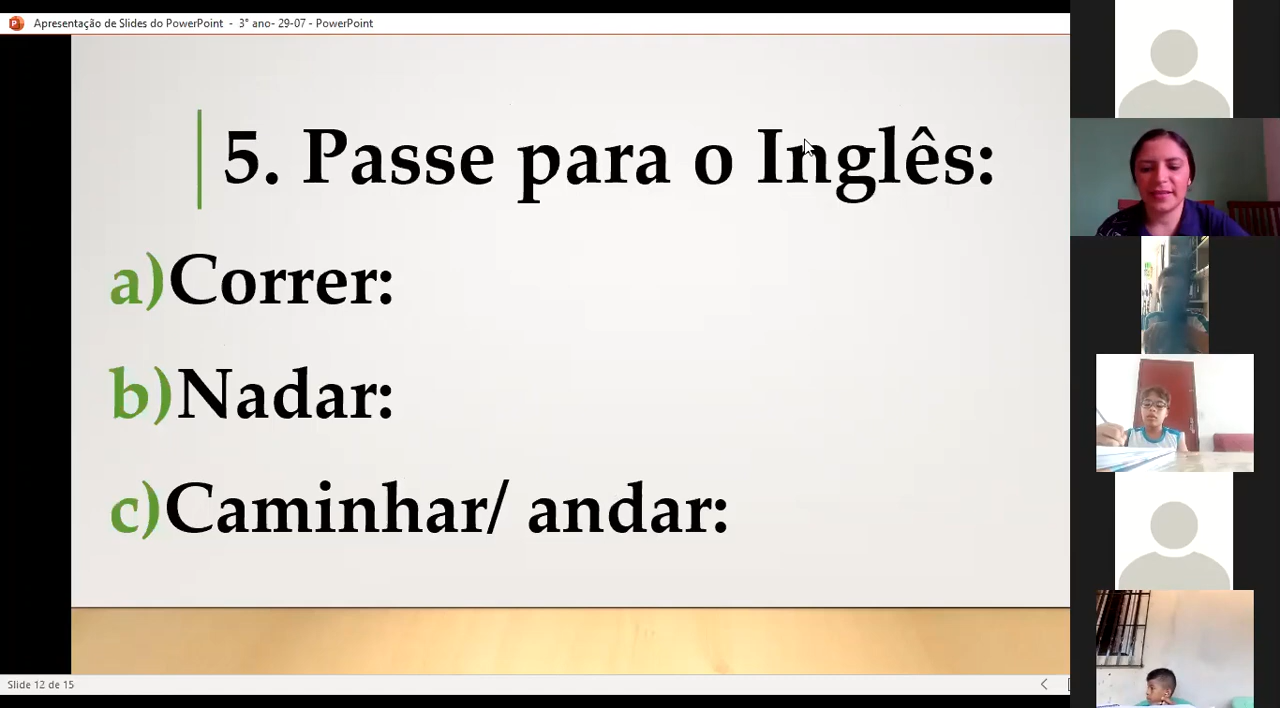 Apresentação de Slides do PowerPoint - 3° ano- 29-07 - PowerPoint
5. Passe para o Inglês:
a)Correr:
b)Nadar:
c)Caminhar/ andar:
Slide 12 de 15